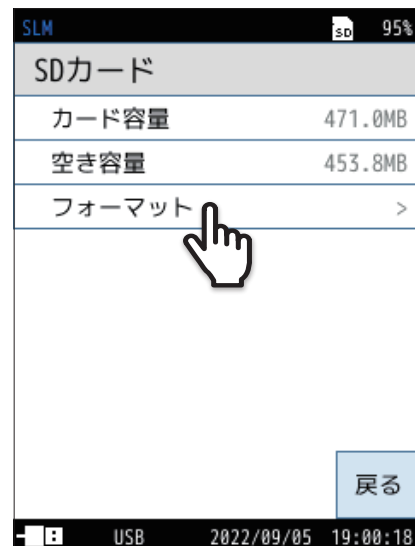 SLM SD 95%
SDカード
カード容量 471.0MB
空き容量 453.8MB
フォーマット >
戻る
USB 2022/09/05 19:00:18